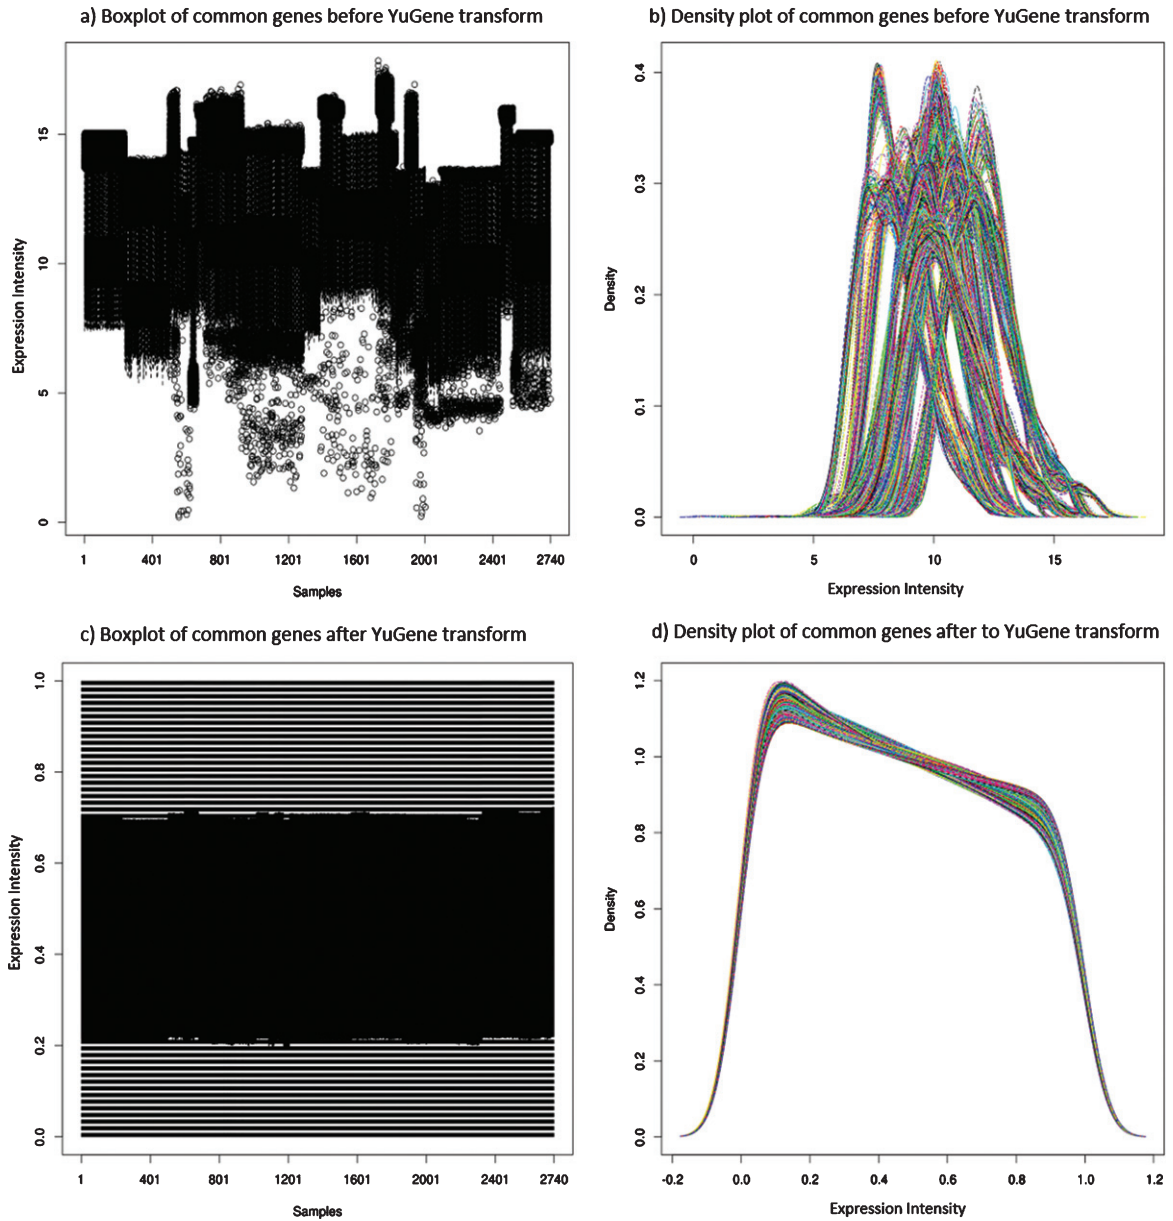 a) Boxplot of common genes before YuGene transform
Expression Intensity
15
10
5
0
1 401 801 1201 1601 2001 2401 2740
Samples
b) Density plot of common genes before YuGene transform
Density
0.4
0.3
0.2
0.1
0.0
0 5 10 15
Expression Intensity
c) Boxplot of common genes after YuGene transform
Expression Intensity
1.0
0.8
0.6
0.4
0.2
0.0
1 401 801 1201 1601 2001 2401 2740
Samples
d) Density plot of common genes after to YuGene transform
Density
1.2
1.0
0.8
0.6
0.4
0.2
0.0
-0.2 0.0 0.2 0.4 0.6 0.8 1.0 1.2
Expression Intensity